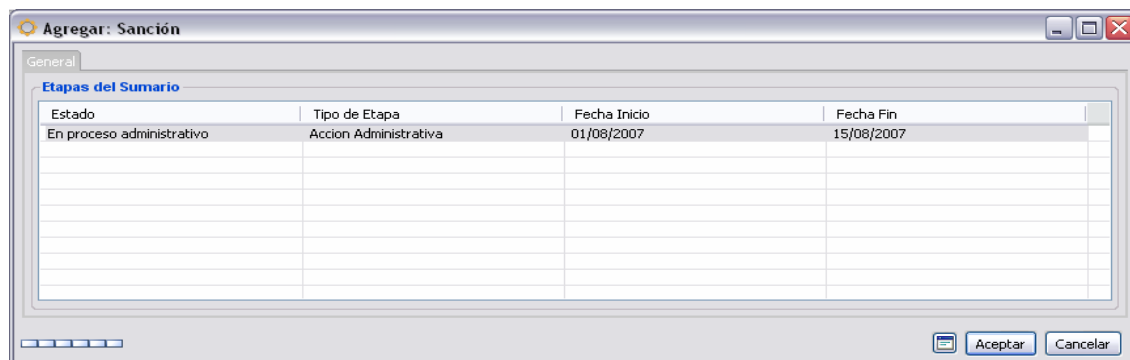 Agregar: Sanción
General
Etapas del Sumario
Estado Tipo de Etapa Fecha Inicio Fecha Fin
En proceso administrativo Accion Administrativa 01/08/2007 15/08/2007
Aceptar Cancelar